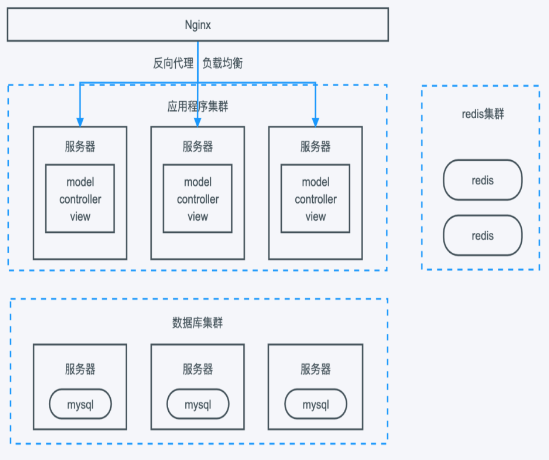 Nginx
反向代理 负载均衡
应用程序集群
服务器
model
controller
view
服务器
model
controller
view
服务器
model
controller
view
redis集群
redis
redis
数据库集群
服务器
mysql
服务器
mysql
服务器
mysql